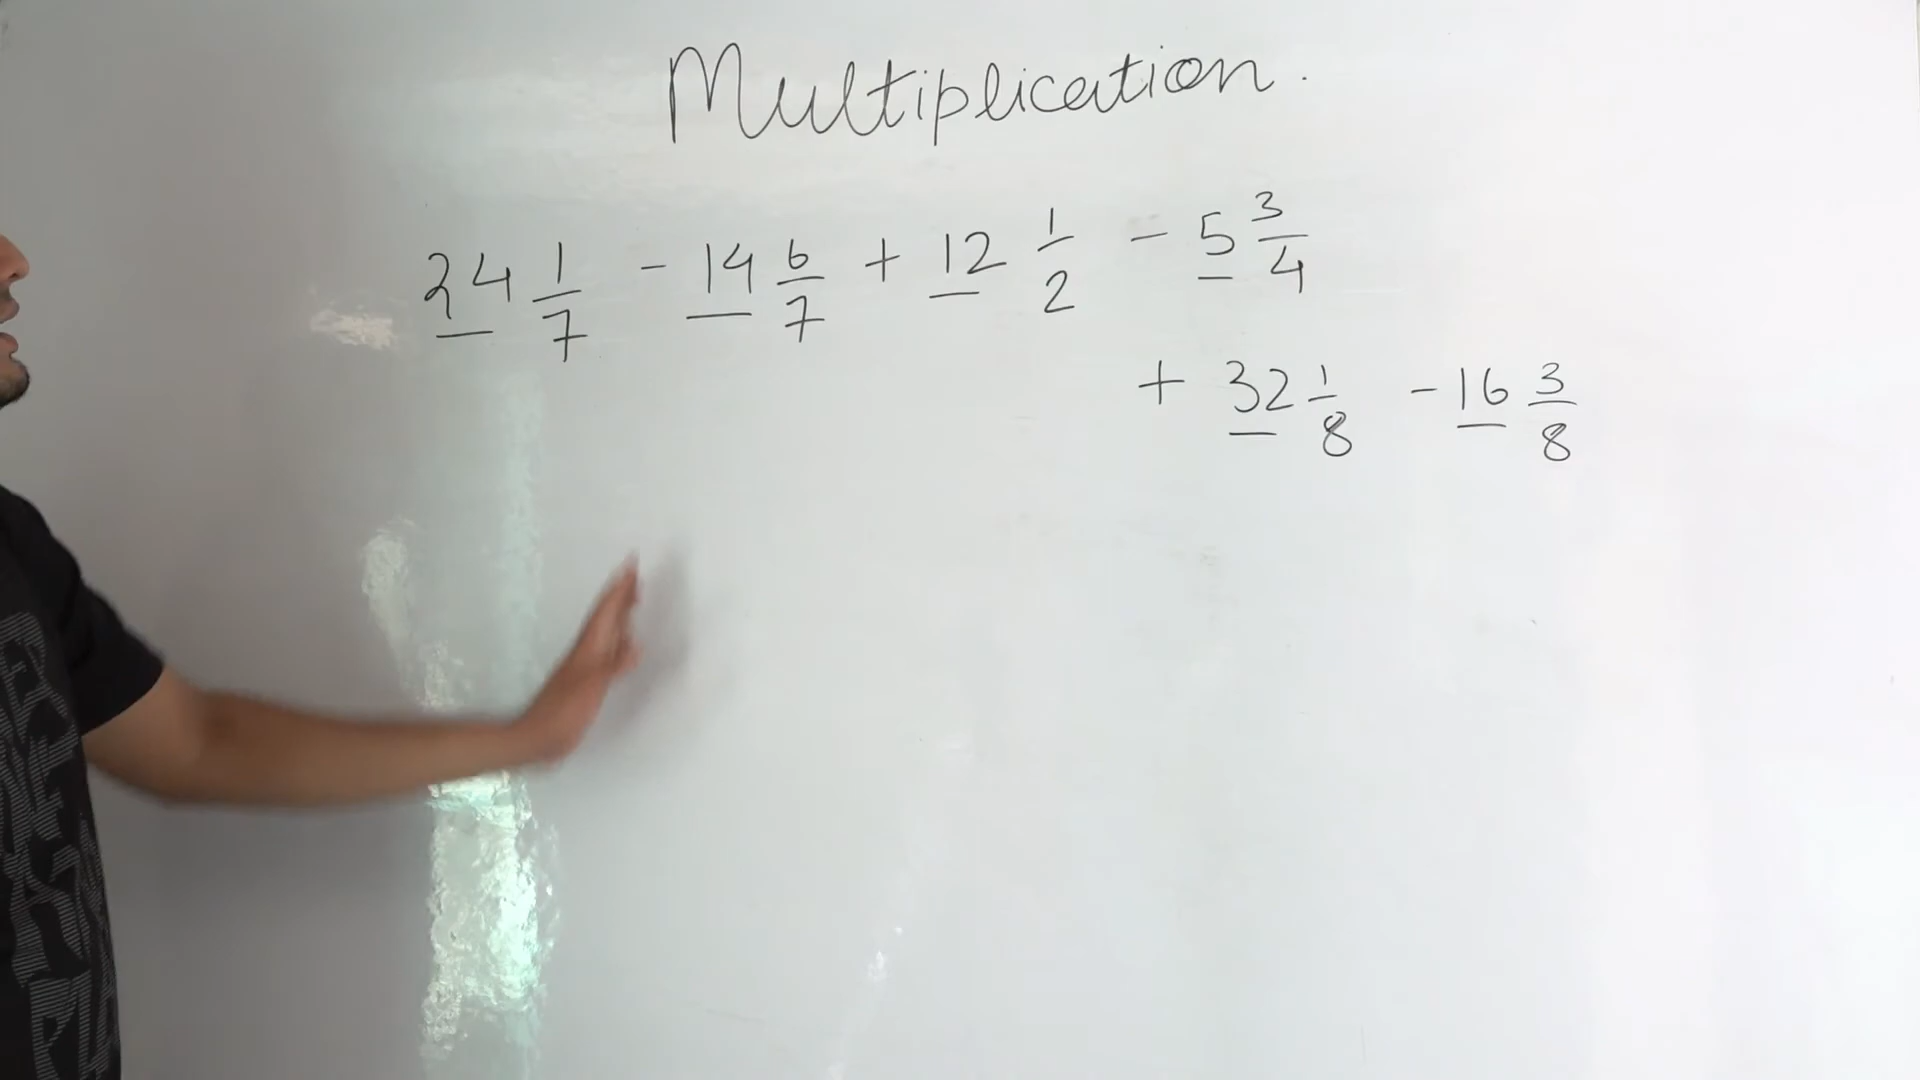 Multiplication.
24 1/7 - 14 6/7 + 12 1/2 - 5 3/4
+ 32 1/8 - 16 3/8